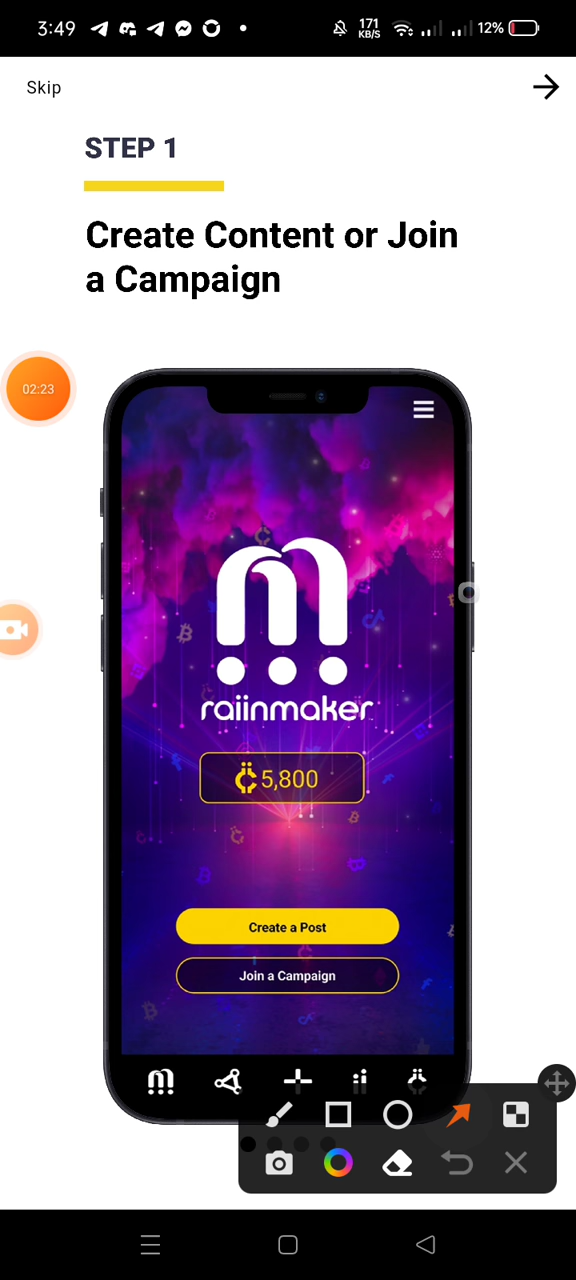 3:49
171
KB/S
12%
Skip
STEP 1
Create Content or Join
a Campaign
02:23
raiinmaker
5,800
Create a Post
Join a Campaign